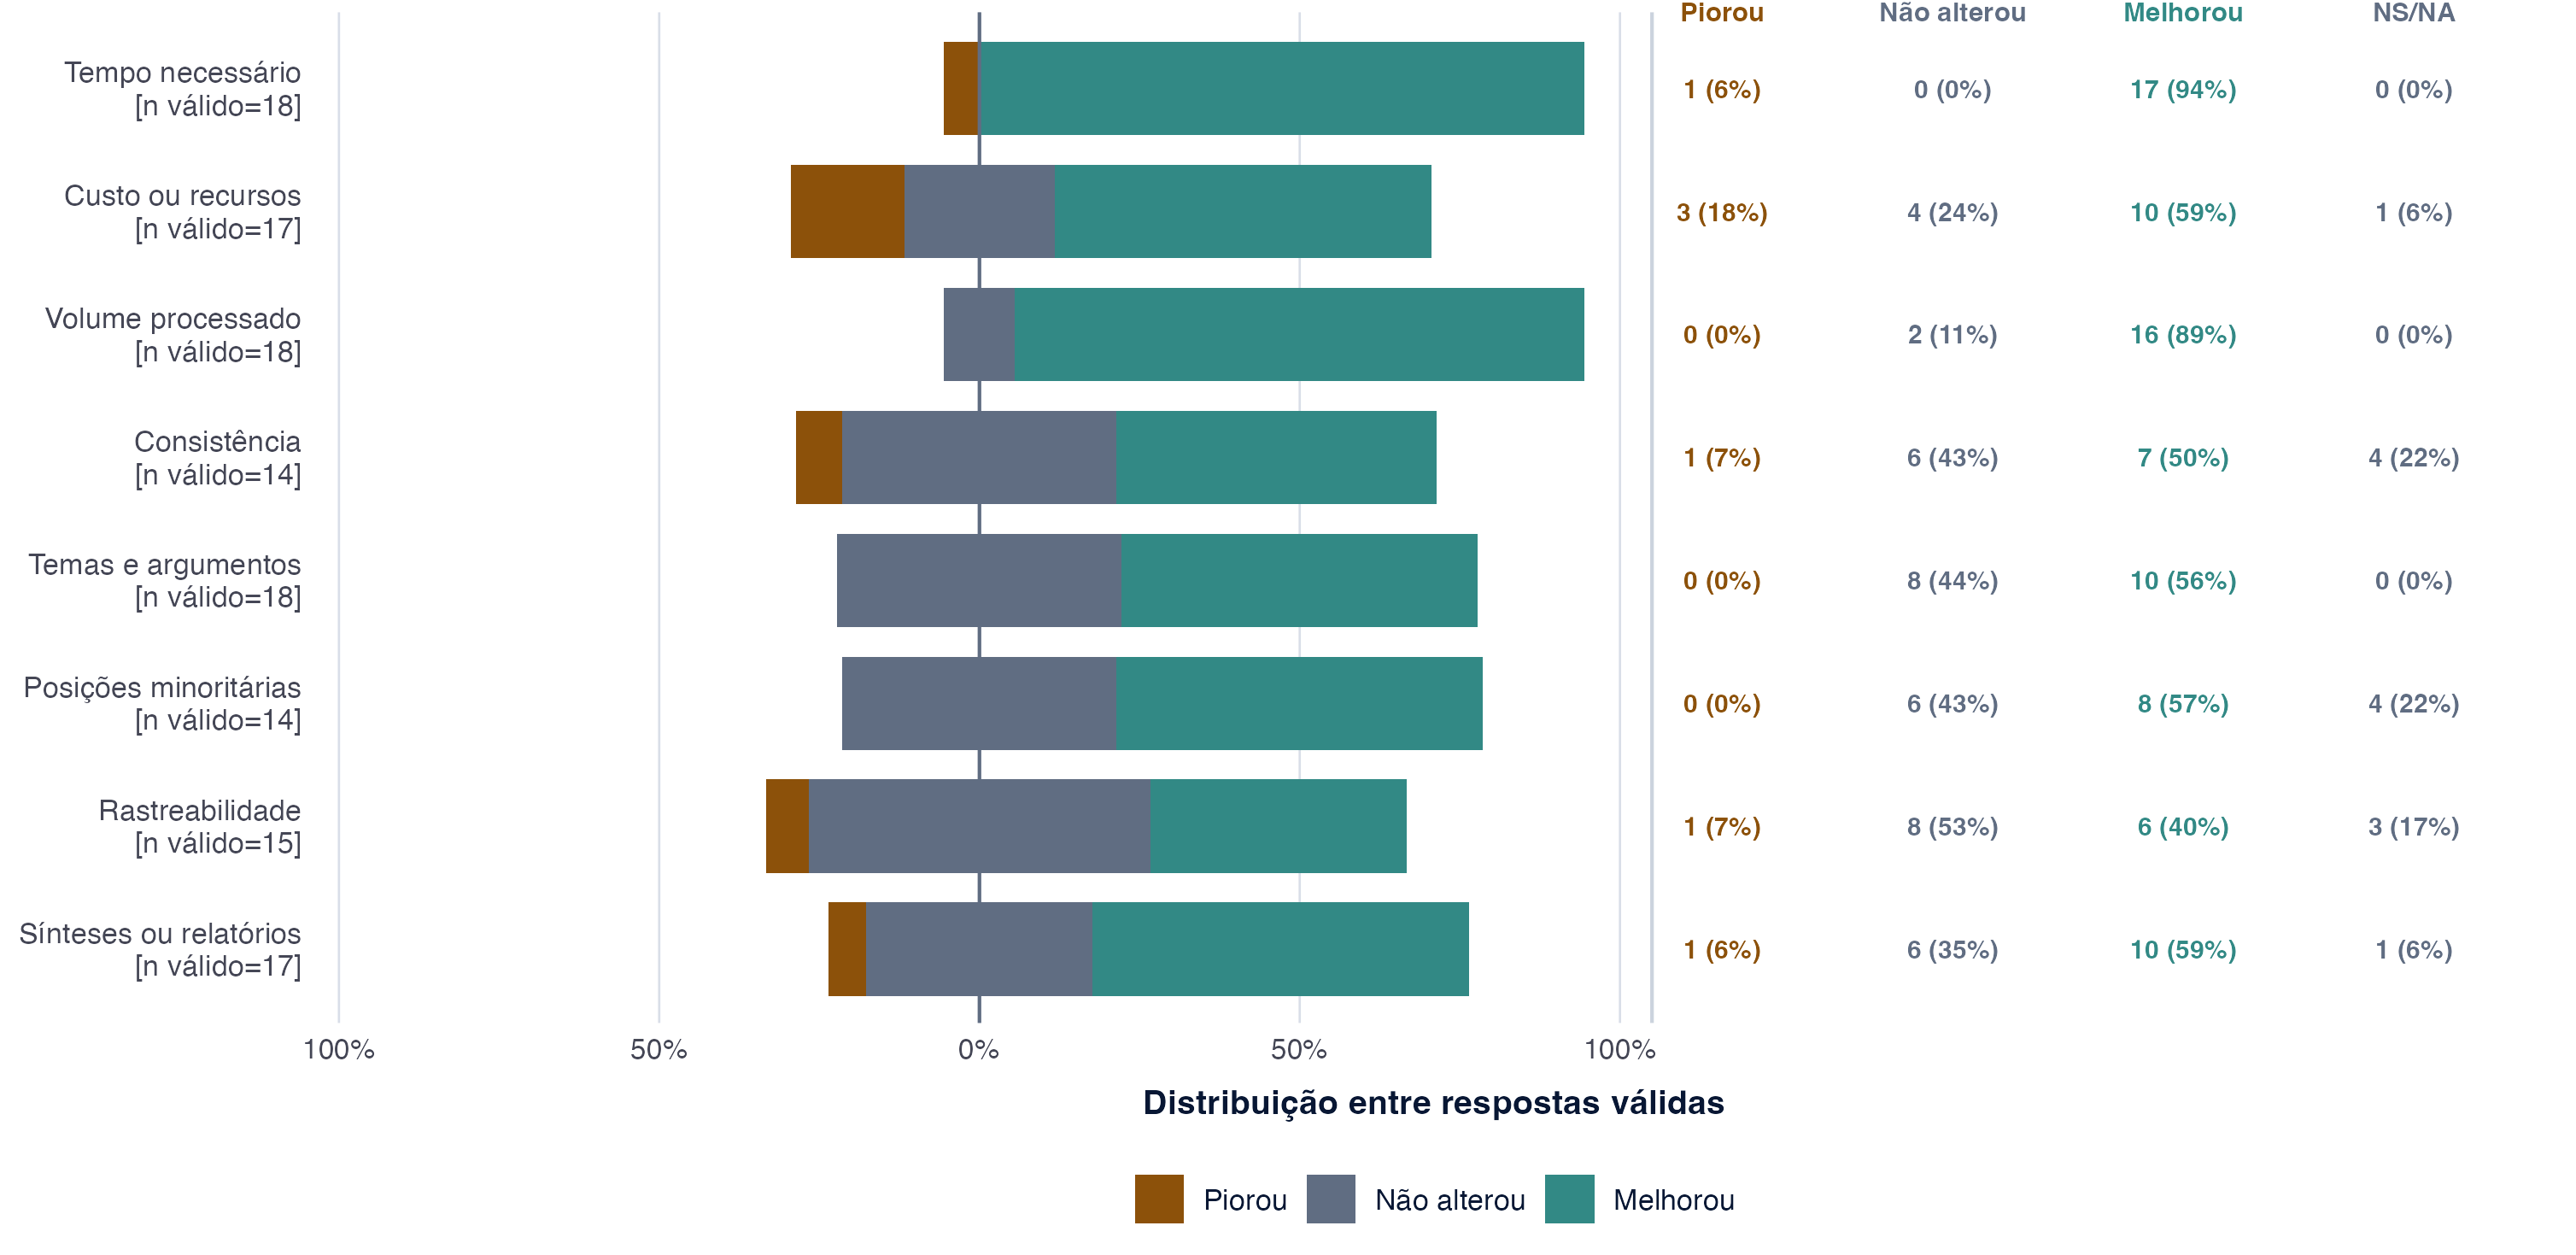 Piorou Não alterou Melhorou NS/NA
Tempo necessário
[n válido=18]
1 (6%) 0 (0%) 17 (94%) 0 (0%)
Custo ou recursos
[n válido=17]
3 (18%) 4 (24%) 10 (59%) 1 (6%)
Volume processado
[n válido=18]
0 (0%) 2 (11%) 16 (89%) 0 (0%)
Consistência
[n válido=14]
1 (7%) 6 (43%) 7 (50%) 4 (22%)
Temas e argumentos
[n válido=18]
0 (0%) 8 (44%) 10 (56%) 0 (0%)
Posições minoritárias
[n válido=14]
0 (0%) 6 (43%) 8 (57%) 4 (22%)
Rastreabilidade
[n válido=15]
1 (7%) 8 (53%) 6 (40%) 3 (17%)
Sínteses ou relatórios
[n válido=17]
1 (6%) 6 (35%) 10 (59%) 1 (6%)
100% 50% 0% 50% 100%
Distribuição entre respostas válidas
Piorou Não alterou Melhorou